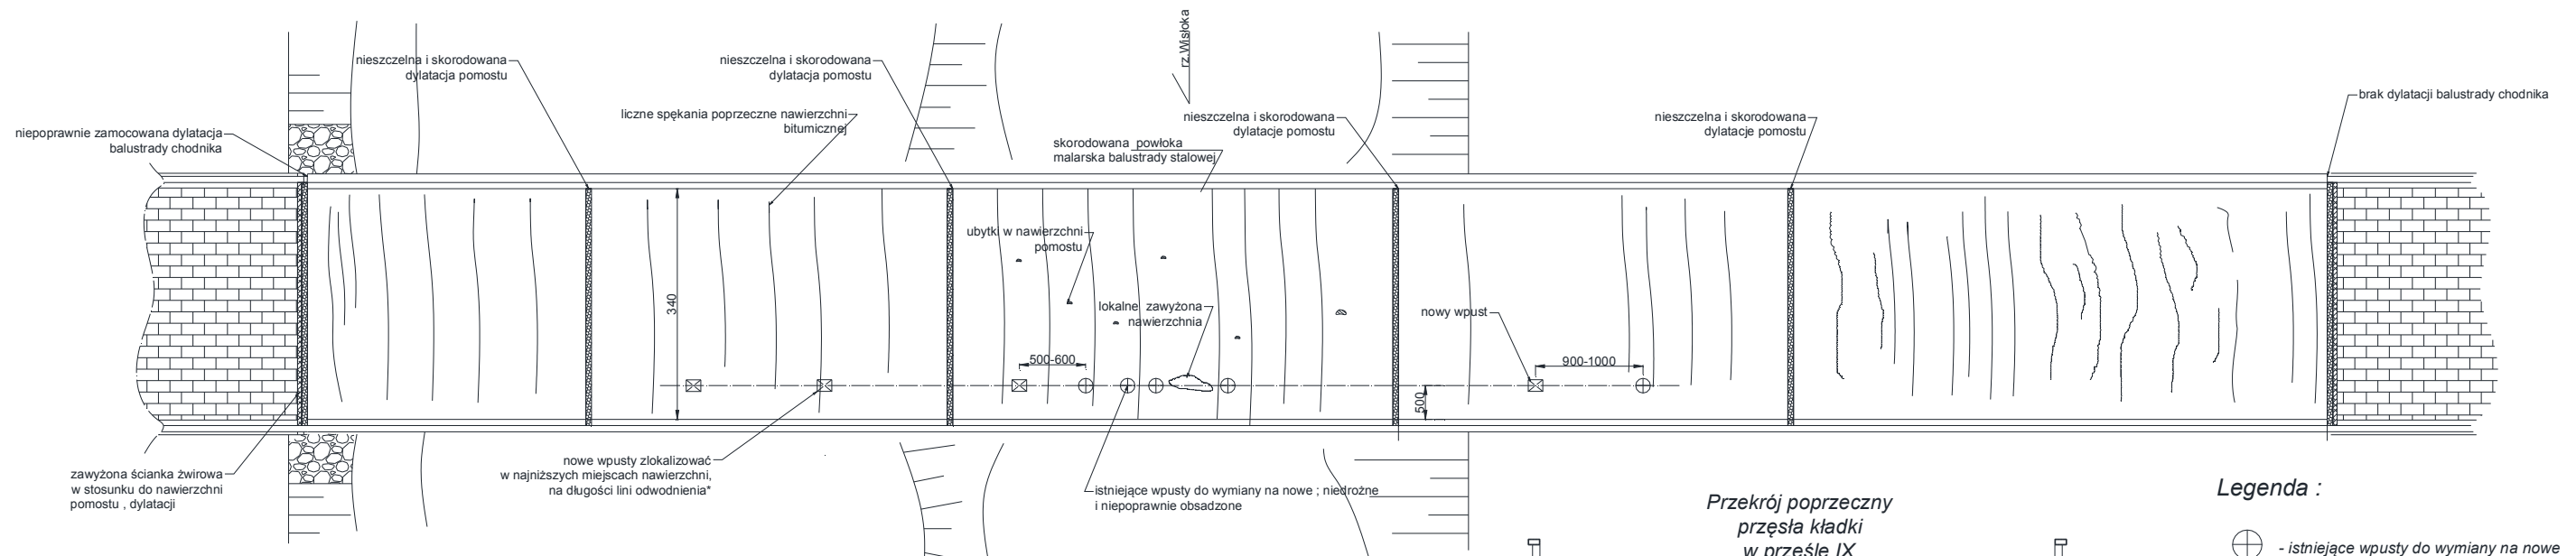 rz.Wisłoka
nieszczelna i skorodowana
dylatacja pomostu
nieszczelna i skorodowana
dylatacja pomostu
brak dylatacji balustrady chodnika
liczne spękania poprzeczne nawierzchni
bitumicznej
nieszczelna i skorodowana
dylatacje pomostu
nieszczelna i skorodowana
dylatacje pomostu
niepoprawnie zamocowana dylatacja
balustrady chodnika
skorodowana powłoka
malarska balustrady stalowej
ubytki w nawierzchni
pomostu
340
lokalne zawyżona
nawierzchnia
nowy wpust
500-600
900-1000
500
zawyżona ścianka żwirowa
w stosunku do nawierzchni
pomostu , dylatacji
nowe wpusty zlokalizować
w najniższych miejscach nawierzchni,
na długości lini odwodnienia*
istniejące wpusty do wymiany na nowe ; niedrożne
i niepoprawnie obsadzone
Przekrój poprzeczny
przęsła kładki
w przęśle IX
Legenda :
- istniejące wpusty do wymiany na nowe